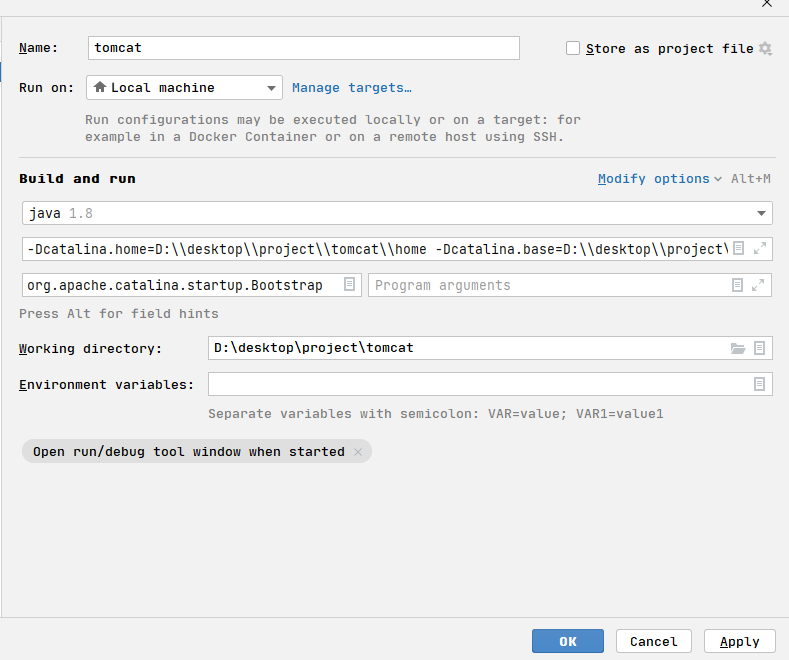 Name: tomcat Store as project file
Run on: Local machine Manage targets...
Run configurations may be executed locally or on a target: for
example in a Docker Container or on a remote host using SSH.
Build and run Modify options Alt+M
java 1.8
-Dcatalina.home=D:\\desktop\\project\\tomcat\\home -Dcatalina.base=D:\\desktop\\project\
org.apache.catalina.startup.Bootstrap Program arguments
Press Alt for field hints
Working directory: D:\desktop\project\tomcat
Environment variables:
Separate variables with semicolon: VAR=value; VAR1=value1
Open run/debug tool window when started
OK Cancel Apply